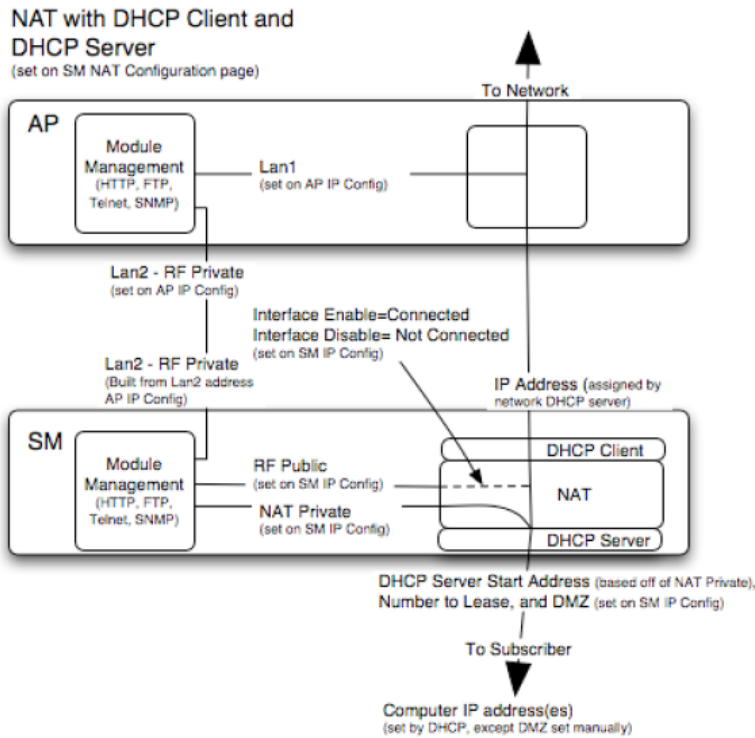 NAT with DHCP Client and
DHCP Server
(set on SM NAT Configuration page)
To Network
AP
Module
Management
(HTTP, FTP,
Telnet, SNMP)
Lan1
(set on AP IP Config)
Lan2 - RF Private
(set on AP IP Config)
Interface Enable=Connected
Interface Disable= Not Connected
(set on SM IP Config)
Lan2 - RF Private
(Built from Lan2 address
AP IP Config)
IP Address (assigned by
network DHCP server)
SM
Module
Management
(HTTP, FTP,
Telnet, SNMP)
RF Public
(set on SM IP Config)
NAT Private
(set on SM IP Config)
DHCP Client
NAT
DHCP Server
DHCP Server Start Address (based off of NAT Private),
Number to Lease, and DMZ (set on SM IP Config)
To Subscriber
Computer IP address(es)
(set by DHCP, except DMZ set manually)